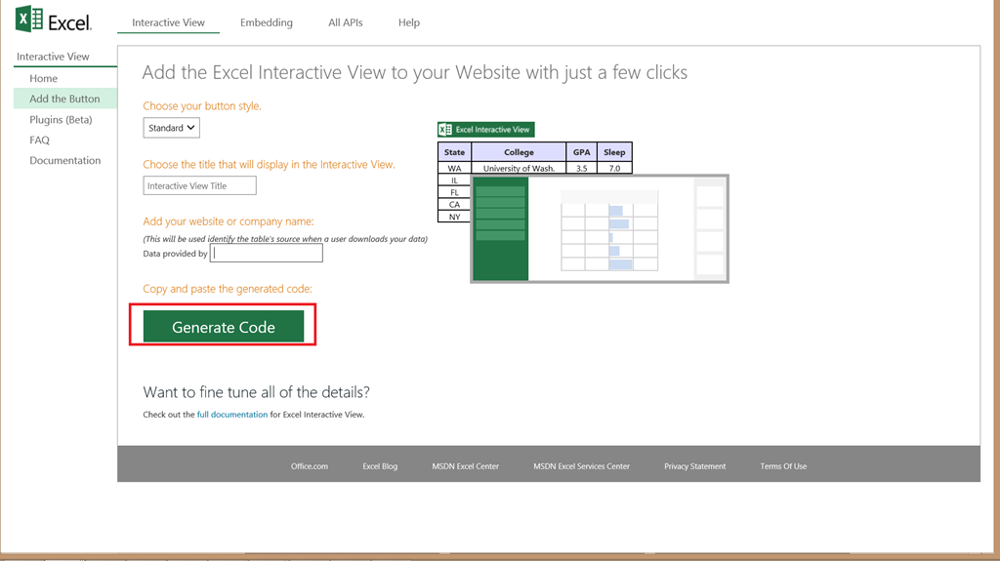 Excel
Interactive View
Embedding
All APIs
Help
Interactive View
Home
Add the Button
Plugins (Beta)
FAQ
Documentation
Add the Excel Interactive View to your Website with just a few clicks
Choose your button style.
Standard
Choose the title that will display in the Interactive View.
Interactive View Title
Add your website or company name:
(This will be used identify the table's source when a user downloads your data)
Data provided by
Copy and paste the generated code:
Generate Code
Excel Interactive View
State College GPA Sleep
WA University of Wash. 3.5 7.0
IL
FL
CA
NY
Want to fine tune all of the details?
Check out the full documentation for Excel Interactive View.
Office.com
Excel Blog
MSDN Excel Center
MSDN Excel Services Center
Privacy Statement
Terms Of Use